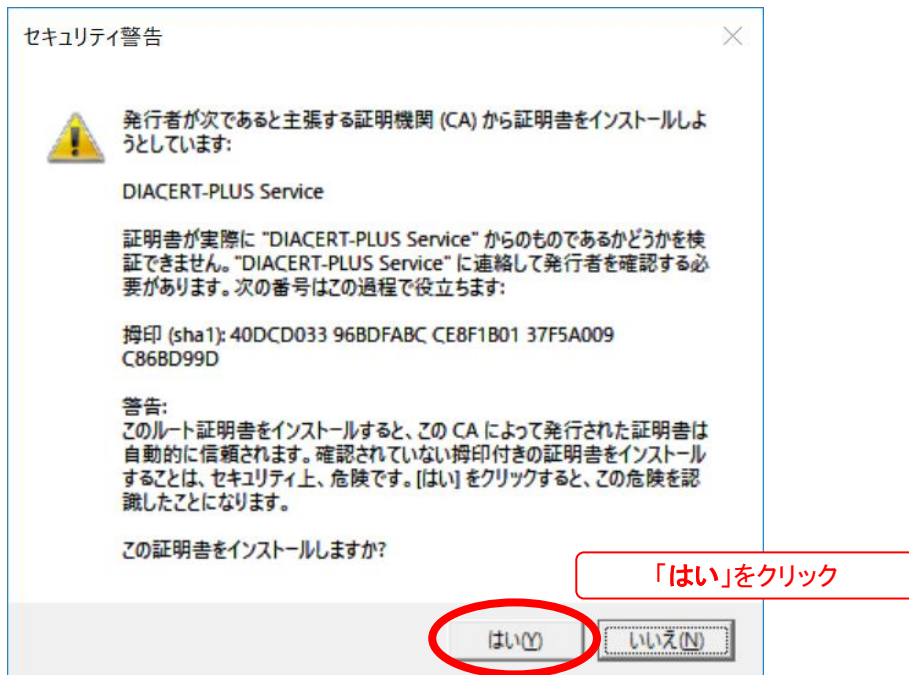 セキュリティ警告
発行者が次であると主張する証明機関 (CA) から証明書をインストールしよ
うとしています:
DIACERT-PLUS Service
証明書が実際に "DIACERT-PLUS Service" からのものであるかどうかを検
証できません。"DIACERT-PLUS Service" に連絡して発行者を確認する必
要があります。次の番号はこの過程で役立ちます:
拇印 (sha1): 40DCD033 96BDFABC CE8F1B01 37F5A009
C86BD99D
警告:
このルート証明書をインストールすると、この CA によって発行された証明書は
自動的に信頼されます。確認されていない拇印付きの証明書をインストール
することは、セキュリティ上、危険です。[はい] をクリックすると、この危険を認
識したことになります。
この証明書をインストールしますか?
「はい」をクリック
はい(Y)
いいえ(N)